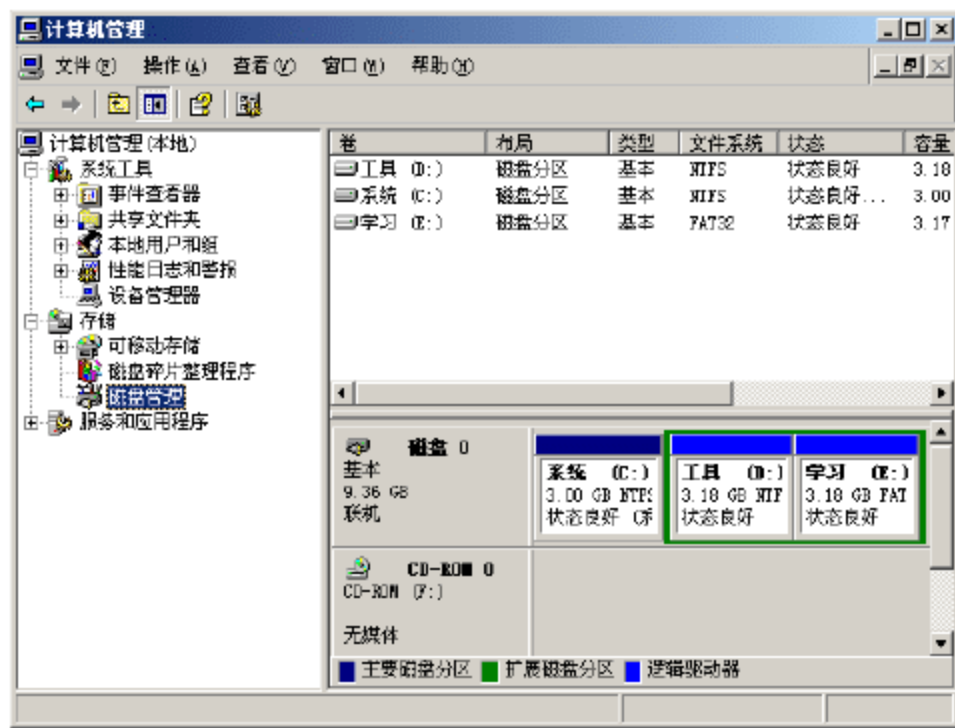 计算机管理
文件(F) 操作(A) 查看(V) 窗口(W) 帮助(H)
计算机管理(本地)
系统工具
事件查看器
共享文件夹
本地用户和组
性能日志和警报
设备管理器
存储
可移动存储
磁盘碎片整理程序
磁盘管理
服务和应用程序
卷 布局 类型 文件系统 状态 容量
工具 (D:) 磁盘分区 基本 NTFS 状态良好 3.18
系统 (C:) 磁盘分区 基本 NTFS 状态良好... 3.00
学习 (E:) 磁盘分区 基本 FAT32 状态良好 3.17
磁盘 0
基本
9.36 GB
联机
系统 (C:)
3.00 GB NTFS
状态良好 (系
工具 (D:)
3.18 GB NTF
状态良好
学习 (E:)
3.18 GB FAT
状态良好
CD-ROM 0
CD-ROM (F:)
无媒体
主要磁盘分区 扩展磁盘分区 逻辑驱动器